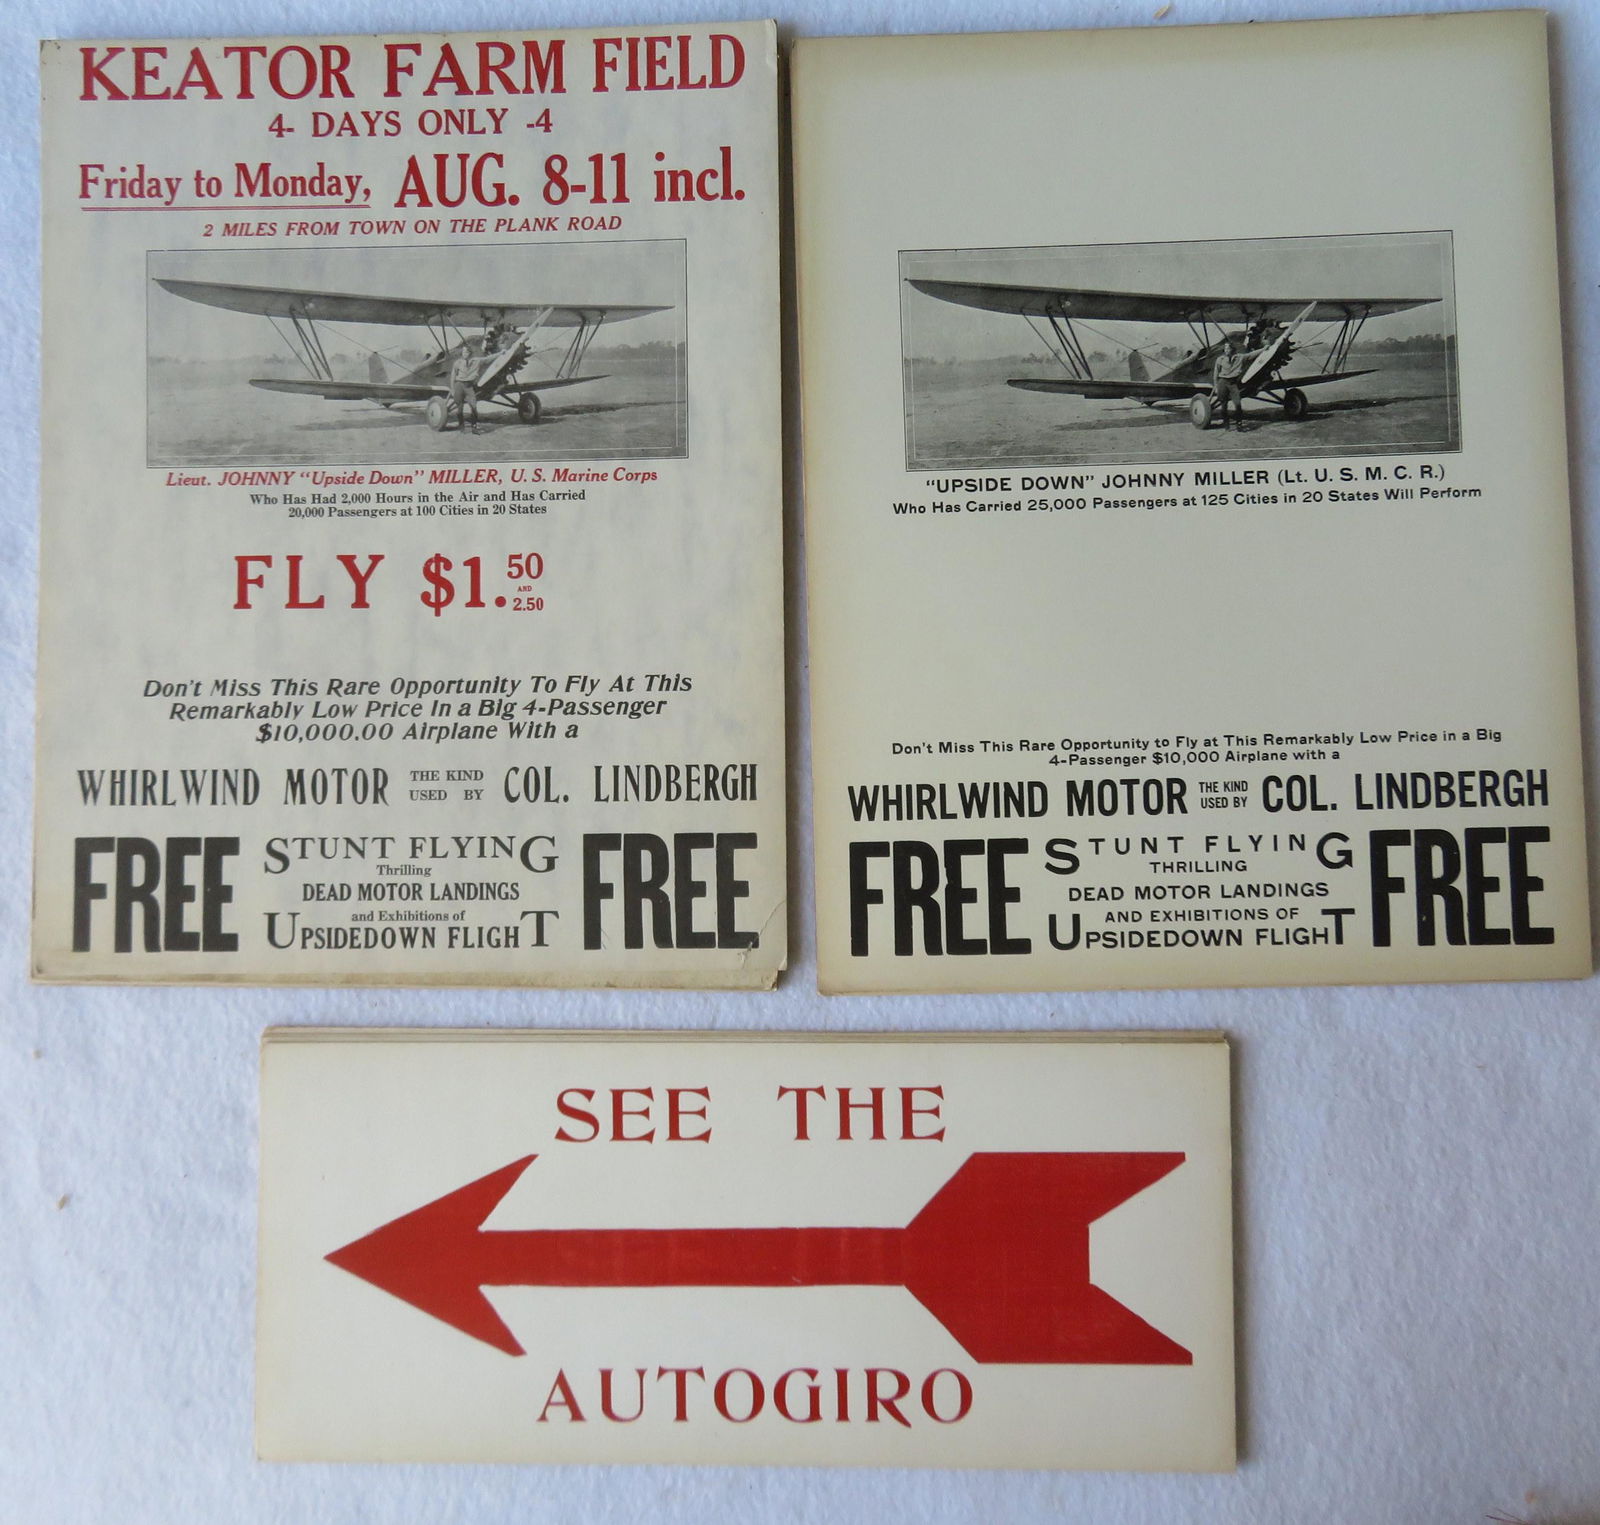 KEATOR FARM FIELD
4- DAYS ONLY -4
Friday to Monday, AUG. 8-11 incl.
2 MILES FROM TOWN ON THE PLANK ROAD
Lieut. JOHNNY "Upside Down" MILLER, U. S. Marine Corps
Who Has Had 2,000 Hours in the Air and Has Carried
20,000 Passengers at 100 Cities in 20 States
FLY $1.50
AND
2.50
Don't Miss This Rare Opportunity To Fly At This
Remarkably Low Price In a Big 4-Passenger
$10,000.00 Airplane With a
WHIRLWIND MOTOR THE KIND USED BY COL. LINDBERGH
FREE STUNT FLYING FREE
Thrilling
DEAD MOTOR LANDINGS
and Exhibitions of
UPSIDEDOWN FLIGHT
"UPSIDE DOWN" JOHNNY MILLER (Lt. U. S. M. C. R.)
Who Has Carried 25,000 Passengers at 125 Cities in 20 States Will Perform
Don't Miss This Rare Opportunity to Fly at This Remarkably Low Price in a Big
4-Passenger $10,000 Airplane with a
WHIRLWIND MOTOR THE KIND USED BY COL. LINDBERGH
FREE STUNT FLYING FREE
THRILLING
DEAD MOTOR LANDINGS
AND EXHIBITIONS OF
UPSIDEDOWN FLIGHT
SEE THE
AUTOGIRO